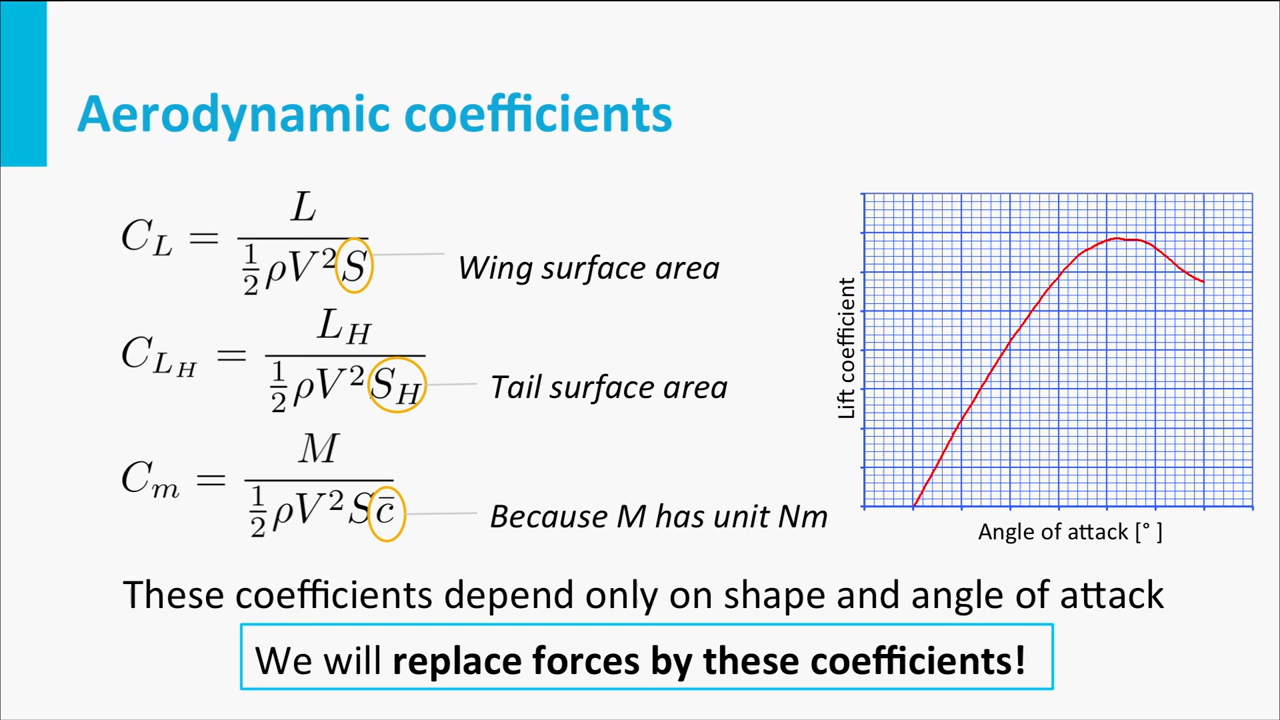 Aerodynamic coefficients
C_L = L / (½ρV²S)
Wing surface area
C_{L_H} = L_H / (½ρV²S_H)
Tail surface area
C_m = M / (½ρV²Sc̄)
Because M has unit Nm
Lift coefficient
Angle of attack [°]
These coefficients depend only on shape and angle of attack
We will replace forces by these coefficients!